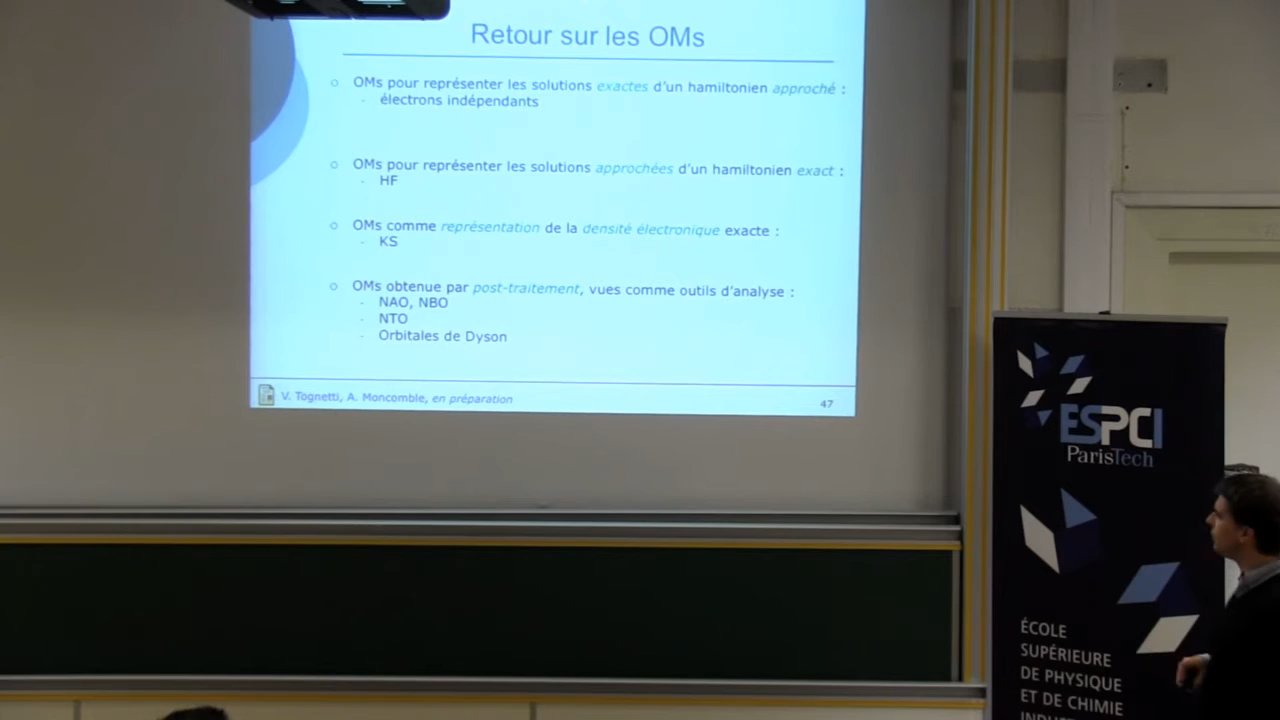 Retour sur les OMs
OMs pour représenter les solutions exactes d'un hamiltonien approché :
- électrons indépendants
OMs pour représenter les solutions approchées d'un hamiltonien exact :
- HF
OMs comme représentation de la densité électronique exacte :
- KS
OMs obtenue par post-traitement, vues comme outils d'analyse :
- NAO, NBO
- NTO
- Orbitales de Dyson
V. Tognetti, A. Moncomble, en préparation
47
ESPCI
ParisTech
ÉCOLE
SUPÉRIEURE
DE PHYSIQUE
ET DE CHIMIE